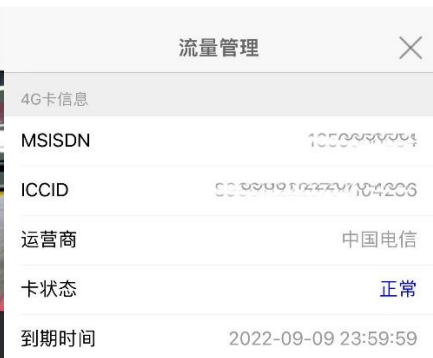 流量管理
4G卡信息
MSISDN
ICCID
运营商 中国电信
卡状态 正常
到期时间 2022-09-09 23:59:59